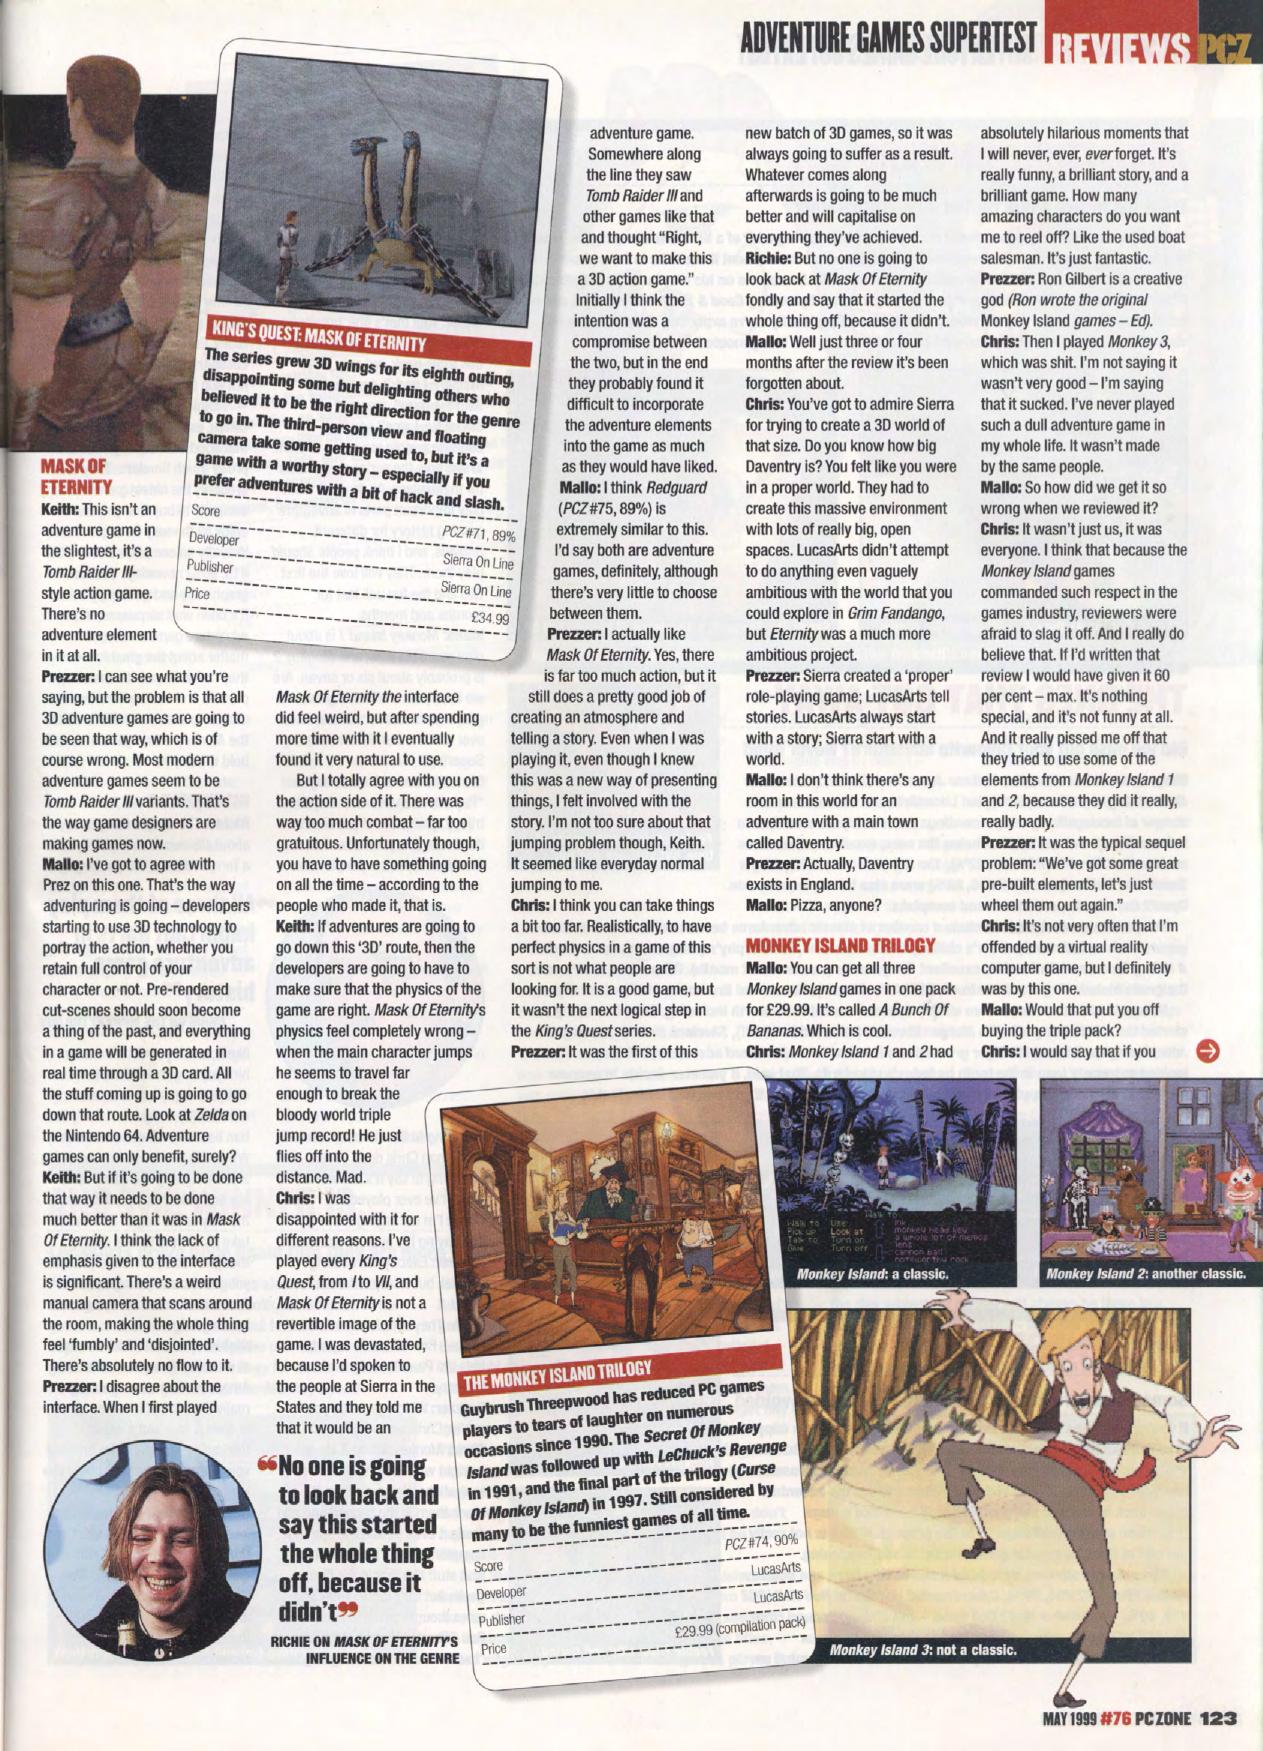 ADVENTURE GAMES SUPERTEST REVIEWS PCZ
KING'S QUEST: MASK OF ETERNITY
The series grew 3D wings for its eighth outing,
disappointing some but delighting others who
believed it to be the right direction for the genre
to go in. The third-person view and floating
camera take some getting used to, but it's a
game with a worthy story – especially if you
prefer adventures with a bit of hack and slash.
Score PCZ #71, 89%
Developer Sierra On Line
Publisher Sierra On Line
Price £34.99
MASK OF
ETERNITY
Keith: This isn't an
adventure game in
the slightest, it's a
Tomb Raider III-
style action game.
There's no
adventure element
in it at all.
Prezzer: I can see what you're
saying, but the problem is that all
3D adventure games are going to
be seen that way, which is of
course wrong. Most modern
adventure games seem to be
Tomb Raider III variants. That's
the way game designers are
making games now.
Mallo: I've got to agree with
Prez on this one. That's the way
adventuring is going – developers
starting to use 3D technology to
portray the action, whether you
retain full control of your
character or not. Pre-rendered
cut-scenes should soon become
a thing of the past, and everything
in a game will be generated in
real time through a 3D card. All
the stuff coming up is going to go
down that route. Look at Zelda on
the Nintendo 64. Adventure
games can only benefit, surely?
Keith: But if it's going to be done
that way it needs to be done
much better than it was in Mask
Of Eternity. I think the lack of
emphasis given to the interface
is significant. There's a weird
manual camera that scans around
the room, making the whole thing
feel 'fumbly' and 'disjointed'.
There's absolutely no flow to it.
Prezzer: I disagree about the
interface. When I first played
Mask Of Eternity the interface
did feel weird, but after spending
more time with it I eventually
found it very natural to use.
But I totally agree with you on
the action side of it. There was
way too much combat – far too
gratuitous. Unfortunately though,
you have to have something going
on all the time – according to the
people who made it, that is.
Keith: If adventures are going to
go down this '3D' route, then the
developers are going to have to
make sure that the physics of the
game are right. Mask Of Eternity's
physics feel completely wrong –
when the main character jumps
he seems to travel far
enough to break the
bloody world triple
jump record! He just
flies off into the
distance. Mad.
Chris: I was
disappointed with it for
different reasons. I've
played every King's
Quest, from I to VII, and
Mask Of Eternity is not a
revertible image of the
game. I was devastated,
because I'd spoken to
the people at Sierra in the
States and they told me
that it would be an
adventure game.
Somewhere along
the line they saw
Tomb Raider III and
other games like that
and thought "Right,
we want to make this
a 3D action game."
Initially I think the
intention was a
compromise between
the two, but in the end
they probably found it
difficult to incorporate
the adventure elements
into the game as much
as they would have liked.
Mallo: I think Redguard
(PCZ #75, 89%) is
extremely similar to this.
I'd say both are adventure
games, definitely, although
there's very little to choose
between them.
Prezzer: I actually like
Mask Of Eternity. Yes, there
is far too much action, but it
still does a pretty good job of
creating an atmosphere and
telling a story. Even when I was
playing it, even though I knew
this was a new way of presenting
things, I felt involved with the
story. I'm not too sure about that
jumping problem though, Keith.
It seemed like everyday normal
jumping to me.
Chris: I think you can take things
a bit too far. Realistically, to have
perfect physics in a game of this
sort is not what people are
looking for. It is a good game, but
it wasn't the next logical step in
the King's Quest series.
Prezzer: It was the first of this
new batch of 3D games, so it was
always going to suffer as a result.
Whatever comes along
afterwards is going to be much
better and will capitalise on
everything they've achieved.
Richie: But no one is going to
look back at Mask Of Eternity
fondly and say that it started the
whole thing off, because it didn't.
Mallo: Well just three or four
months after the review it's been
forgotten about.
Chris: You've got to admire Sierra
for trying to create a 3D world of
that size. Do you know how big
Daventry is? You felt like you were
in a proper world. They had to
create this massive environment
with lots of really big, open
spaces. LucasArts didn't attempt
to do anything even vaguely
ambitious with the world that you
could explore in Grim Fandango,
but Eternity was a much more
ambitious project.
Prezzer: Sierra created a 'proper'
role-playing game; LucasArts tell
stories. LucasArts always start
with a story; Sierra start with a
world.
Mallo: I don't think there's any
room in this world for an
adventure with a main town
called Daventry.
Prezzer: Actually, Daventry
exists in England.
Mallo: Pizza, anyone?
MONKEY ISLAND TRILOGY
Mallo: You can get all three
Monkey Island games in one pack
for £29.99. It's called A Bunch Of
Bananas. Which is cool.
Chris: Monkey Island 1 and 2 had
absolutely hilarious moments that
I will never, ever, ever forget. It's
really funny, a brilliant story, and a
brilliant game. How many
amazing characters do you want
me to reel off? Like the used boat
salesman. It's just fantastic.
Prezzer: Ron Gilbert is a creative
god (Ron wrote the original
Monkey Island games – Ed).
Chris: Then I played Monkey 3,
which was shit. I'm not saying it
wasn't very good – I'm saying
that it sucked. I've never played
such a dull adventure game in
my whole life. It wasn't made
by the same people.
Mallo: So how did we get it so
wrong when we reviewed it?
Chris: It wasn't just us, it was
everyone. I think that because the
Monkey Island games
commanded such respect in the
games industry, reviewers were
afraid to slag it off. And I really do
believe that. If I'd written that
review I would have given it 60
per cent – max. It's nothing
special, and it's not funny at all.
And it really pissed me off that
they tried to use some of the
elements from Monkey Island 1
and 2, because they did it really,
really badly.
Prezzer: It was the typical sequel
problem: "We've got some great
pre-built elements, let's just
wheel them out again."
Chris: It's not very often that I'm
offended by a virtual reality
computer game, but I definitely
was by this one.
Mallo: Would that put you off
buying the triple pack?
Chris: I would say that if you
“No one is going
to look back and
say this started
the whole thing
off, because it
didn't”
RICHIE ON MASK OF ETERNITY'S
INFLUENCE ON THE GENRE
THE MONKEY ISLAND TRILOGY
Guybrush Threepwood has reduced PC games
players to tears of laughter on numerous
occasions since 1990. The Secret Of Monkey
Island was followed up with LeChuck's Revenge
in 1991, and the final part of the trilogy (Curse
Of Monkey Island) in 1997. Still considered by
many to be the funniest games of all time.
Score PCZ #74, 90%
Developer LucasArts
Publisher LucasArts
Price £29.99 (compilation pack)
Walk to
Walk to Use ink
Pick up Look at monkey head key
Talk to Turn on a whole lot of memos
Give Turn off lens
cannon ball
Monkey Island: a classic.
Monkey Island 2: another classic.
Monkey Island 3: not a classic.
MAY 1999 #76 PC ZONE 123